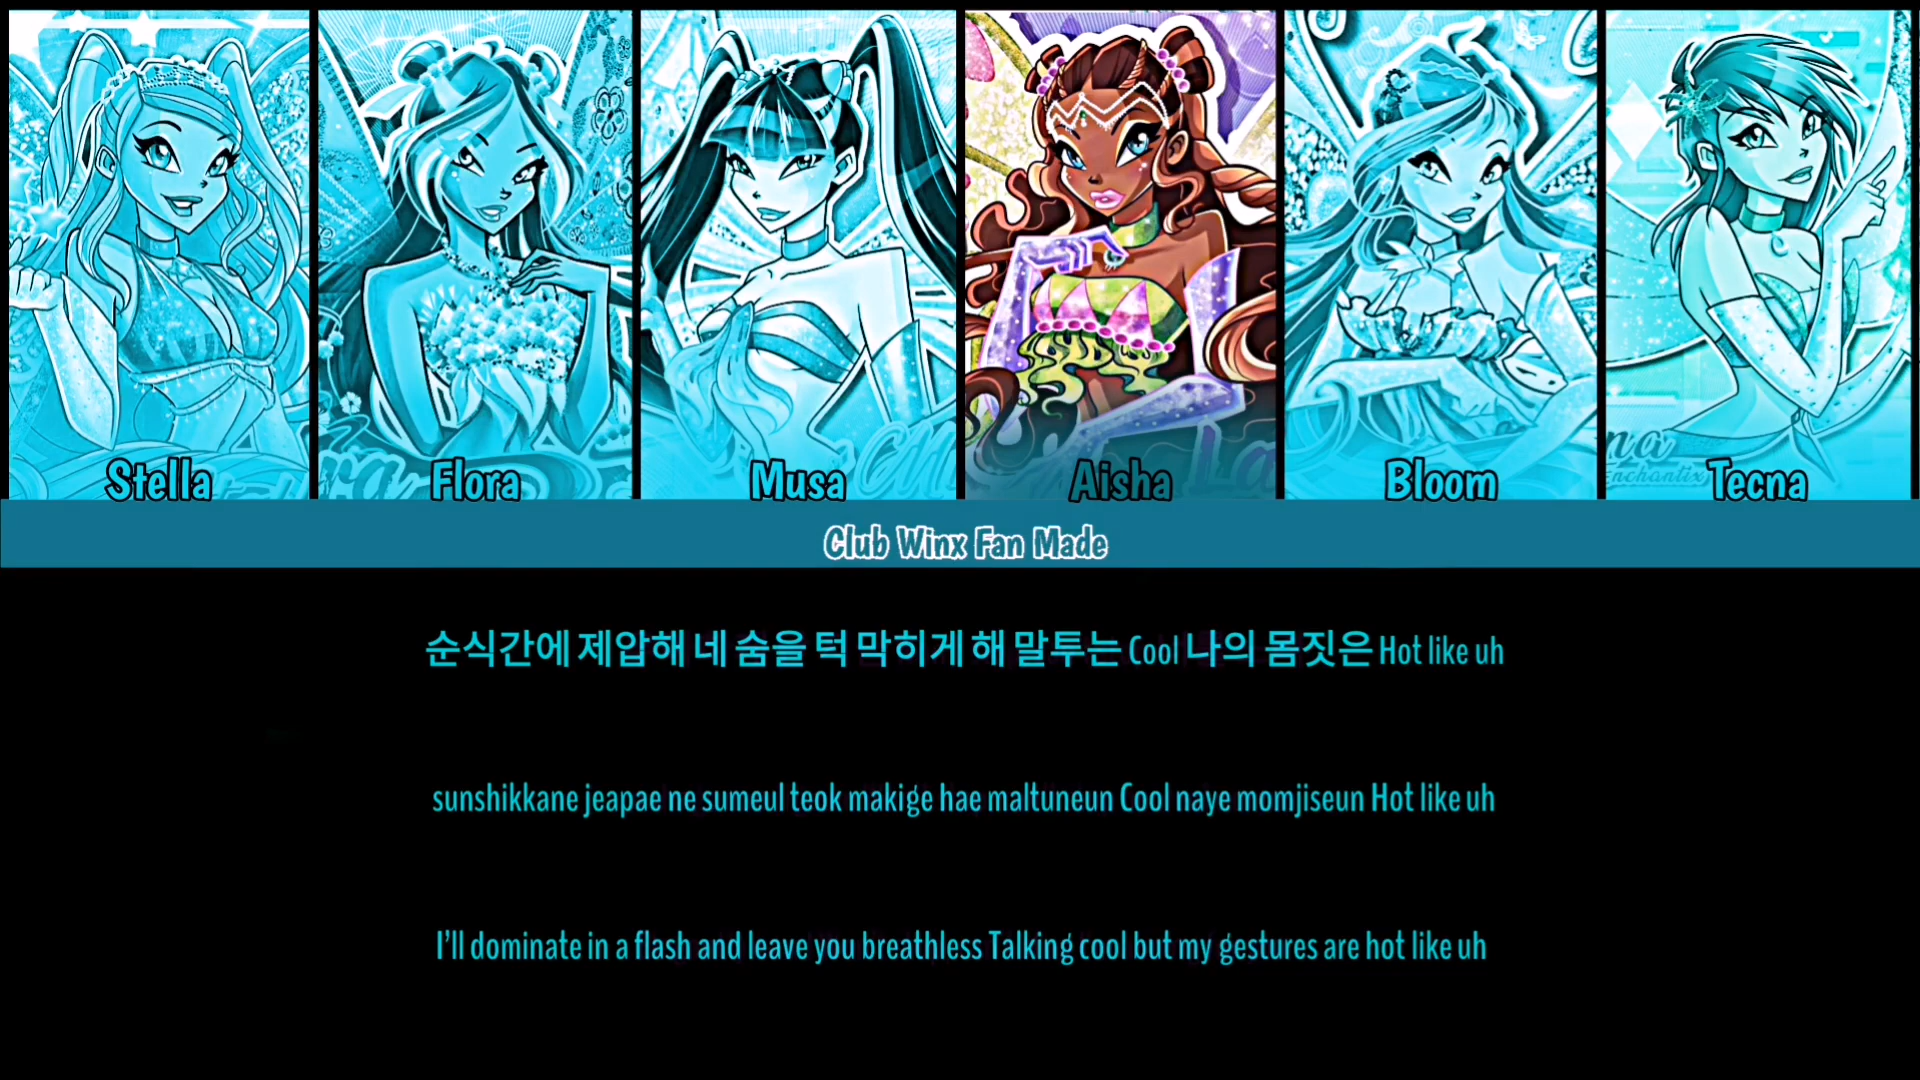 Stella
Flora
Musa
Aisha
Bloom
Tecna
Enchantix
Club Winx Fan Made
순식간에 제압해 네 숨을 턱 막히게 해 말투는 Cool 나의 몸짓은 Hot like uh
sunshikkane jeapae ne sumeul teok makige hae maltuneun Cool naye momjiseun Hot like uh
I'll dominate in a flash and leave you breathless Talking cool but my gestures are hot like uh